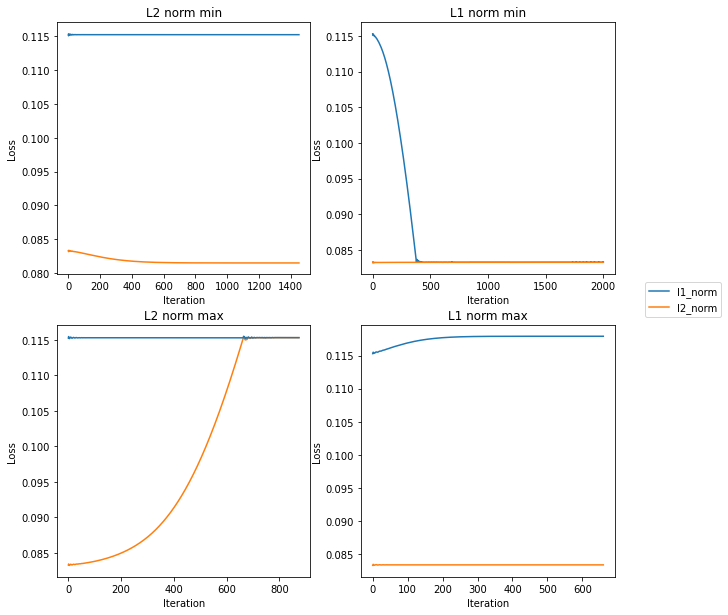 L2 norm min
0.115
0.110
0.105
0.100
0.095
0.090
0.085
0.080
Loss
0 200 400 600 800 1000 1200 1400
Iteration
L1 norm min
0.115
0.110
0.105
0.100
0.095
0.090
0.085
Loss
0 500 1000 1500 2000
Iteration
l1_norm
l2_norm
L2 norm max
0.115
0.110
0.105
0.100
0.095
0.090
0.085
Loss
0 200 400 600 800
Iteration
L1 norm max
0.115
0.110
0.105
0.100
0.095
0.090
0.085
Loss
0 100 200 300 400 500 600
Iteration